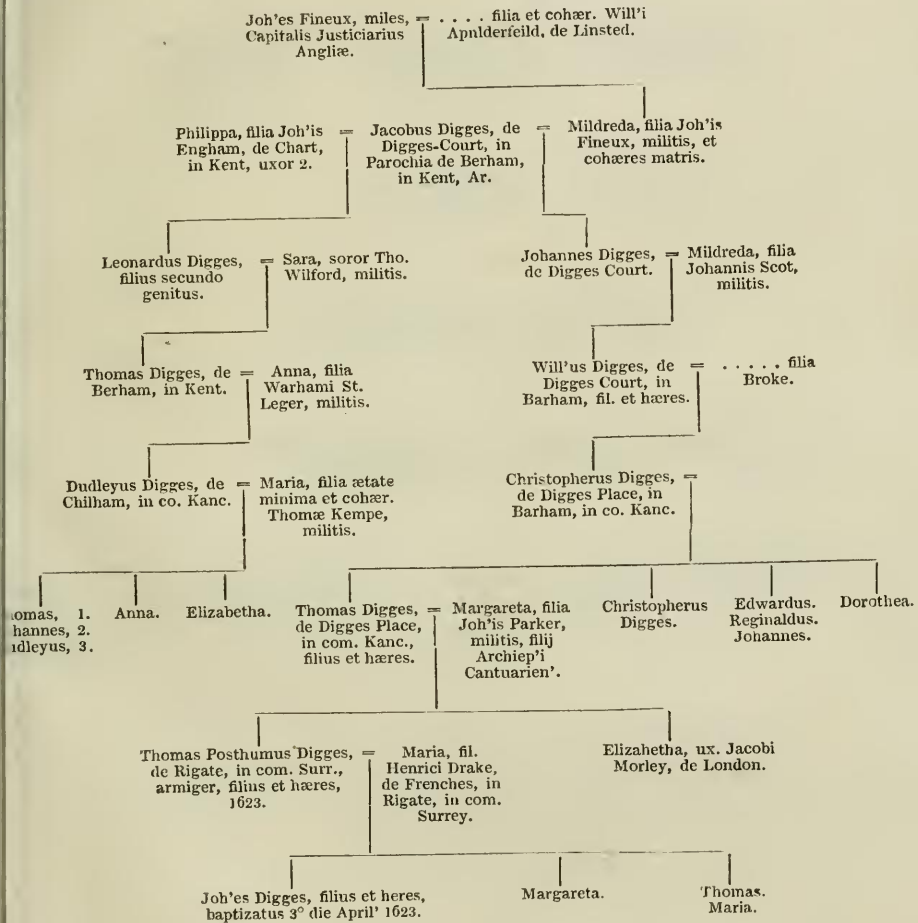 Joh'es Fineux, miles,
Capitalis Justiciarius
Angliæ.
=
. . . . filia et cohær. Will'i
Apulderfeild, de Linsted.
Philippa, filia Joh'is
Engham, de Chart,
in Kent, uxor 2.
=
Jacobus Digges, de
Digges-Court, in
Parochia de Berham,
in Kent, Ar.
=
Mildreda, filia Joh'is
Fineux, militis, et
cohæres matris.
Leonardus Digges,
filius secundo
genitus.
=
Sara, soror Tho.
Wilford, militis.
Johannes Digges,
de Digges Court.
=
Mildreda, filia
Johannis Scot,
militis.
Thomas Digges, de
Berham, in Kent.
=
Anna, filia
Warhami St.
Leger, militis.
Will'us Digges, de
Digges Court, in
Barham, fil. et hæres.
=
. . . . . filia
Broke.
Dudleyus Digges, de
Chilham, in co. Kanc.
=
Maria, filia ætate
minima et cohær.
Thomæ Kempe,
militis.
Christopherus Digges,
de Digges Place, in
Barham, in co. Kanc.
=
omas, 1.
hannes, 2.
dleyus, 3.
Anna.
Elizabetha.
Thomas Digges,
de Digges Place,
in com. Kanc.,
filius et hæres.
=
Margareta, filia
Joh'is Parker,
militis, filij
Archiep'i
Cantuarien'.
Christopherus
Digges.
Edwardus.
Reginaldus.
Johannes.
Dorothea.
Thomas Posthumus Digges,
de Rigate, in com. Surr.,
armiger, filius et hæres,
1623.
=
Maria, fil.
Henrici Drake,
de Frenches, in
Rigate, in com.
Surrey.
Elizahetha, ux. Jacobi
Morley, de London.
Joh'es Digges, filius et heres,
baptizatus 3° die April' 1623.
Margareta.
Thomas.
Maria.